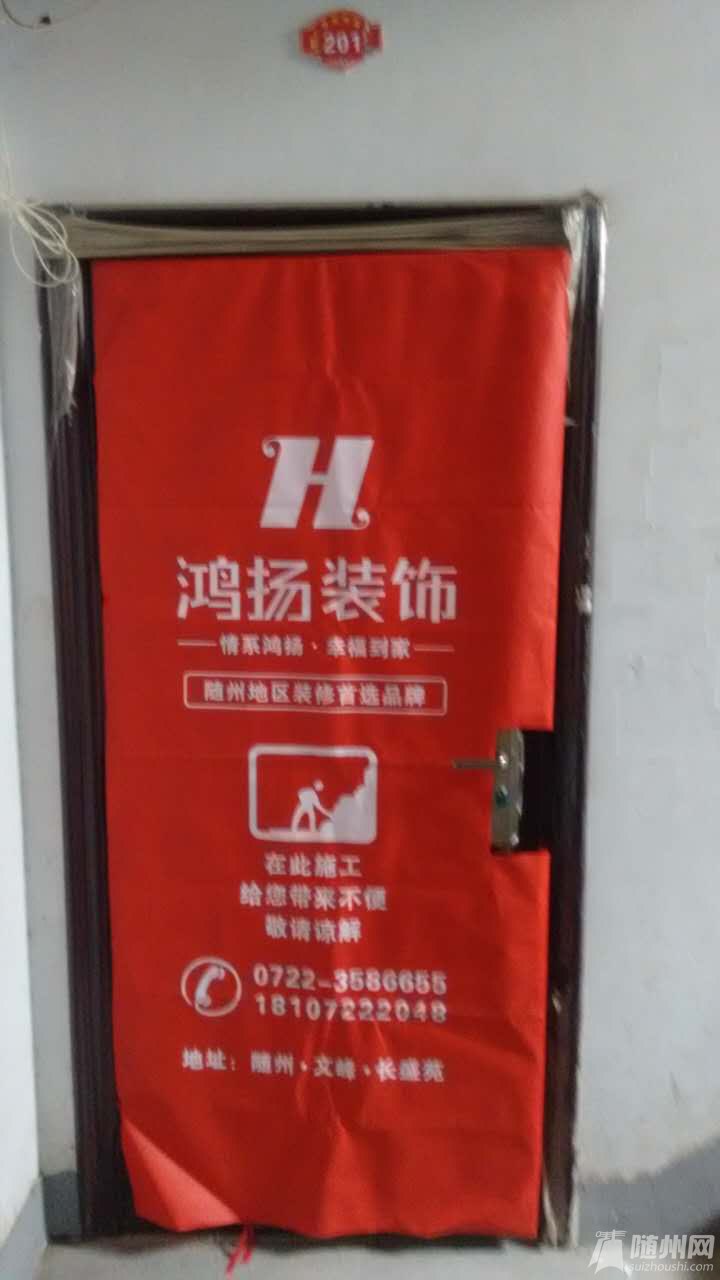 201
H
鸿扬装饰
情系鸿扬·幸福到家
随州地区装修首选品牌
在此施工
给您带来不便
敬请谅解
0722-3586655
18107222048
地址：随州·文峰·长盛苑
随州网
suizhoushi.com